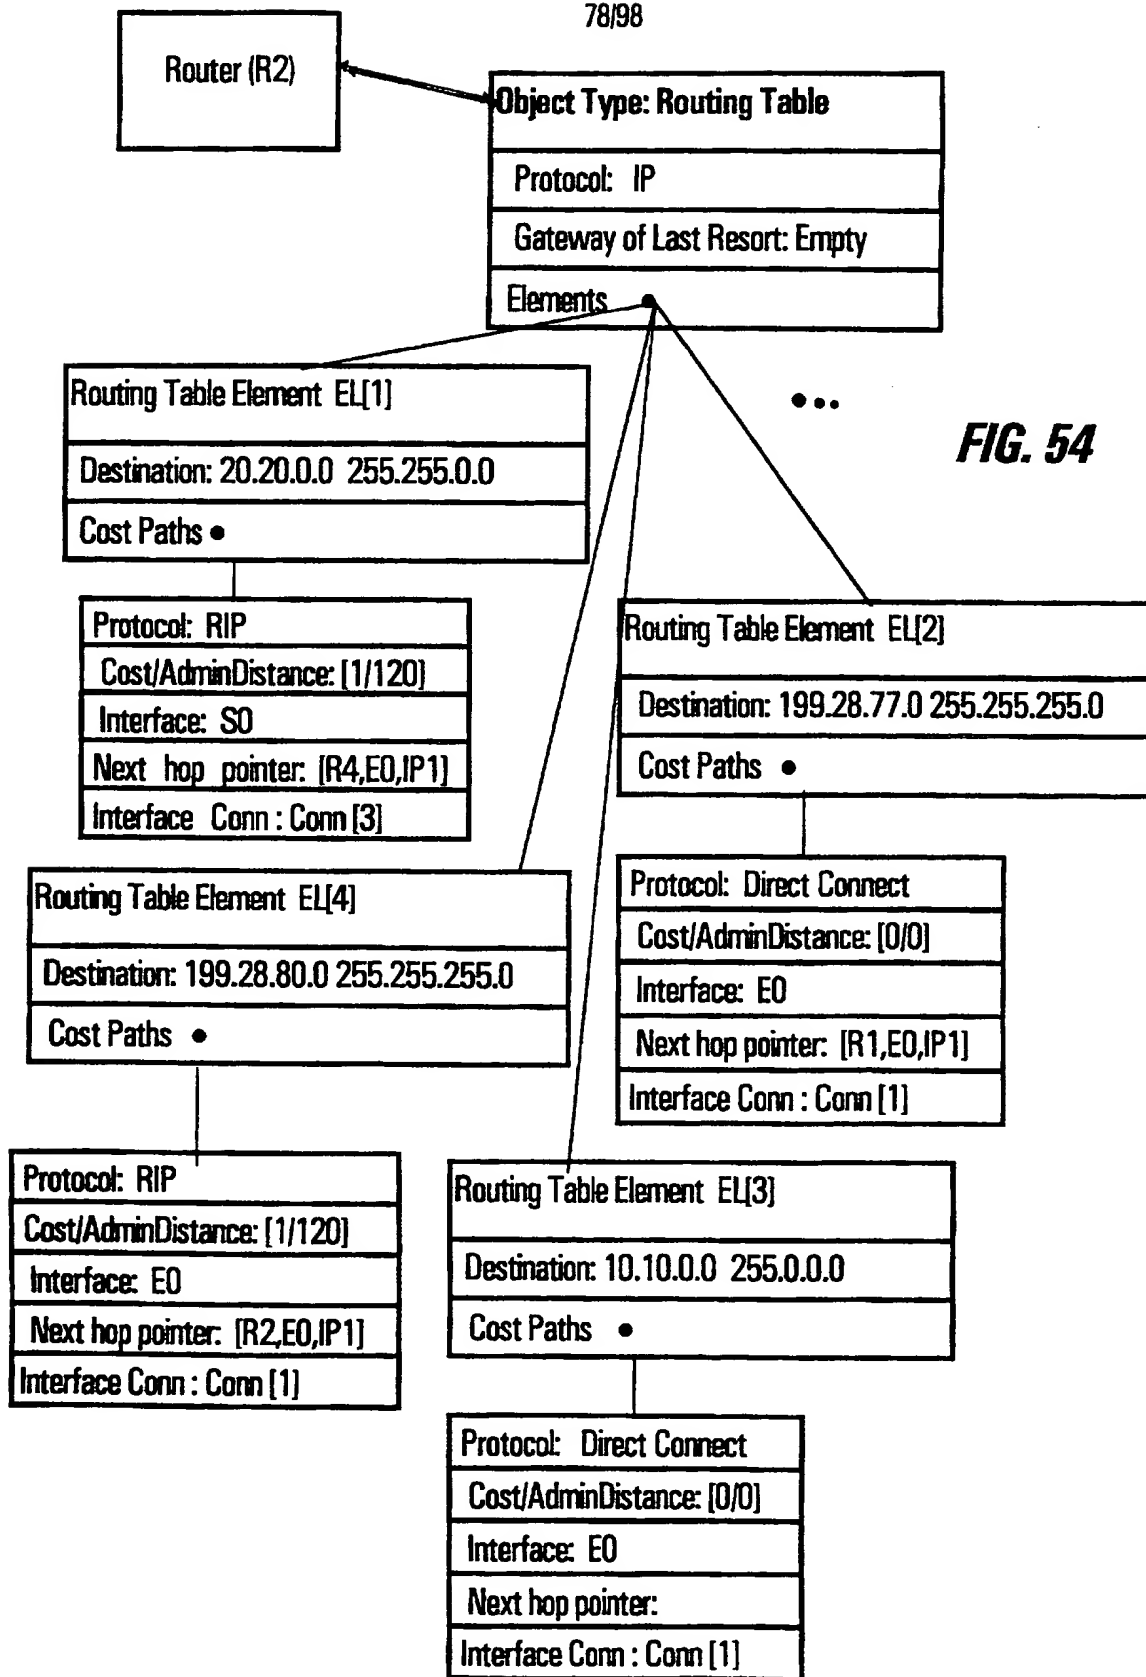 78/98
Router (R2)
Object Type: Routing Table
Protocol: IP
Gateway of Last Resort: Empty
Elements
Routing Table Element EL[1]
Destination: 20.20.0.0 255.255.0.0
Cost Paths
FIG. 54
Protocol: RIP
Cost/AdminDistance: [1/120]
Interface: S0
Next hop pointer: [R4,E0,IP1]
Interface Conn : Conn [3]
Routing Table Element EL[2]
Destination: 199.28.77.0 255.255.255.0
Cost Paths
Protocol: Direct Connect
Cost/AdminDistance: [0/0]
Interface: E0
Next hop pointer: [R1,E0,IP1]
Interface Conn : Conn [1]
Routing Table Element EL[4]
Destination: 199.28.80.0 255.255.255.0
Cost Paths
Protocol: RIP
Cost/AdminDistance: [1/120]
Interface: E0
Next hop pointer: [R2,E0,IP1]
Interface Conn : Conn [1]
Routing Table Element EL[3]
Destination: 10.10.0.0 255.0.0.0
Cost Paths
Protocol: Direct Connect
Cost/AdminDistance: [0/0]
Interface: E0
Next hop pointer:
Interface Conn : Conn [1]